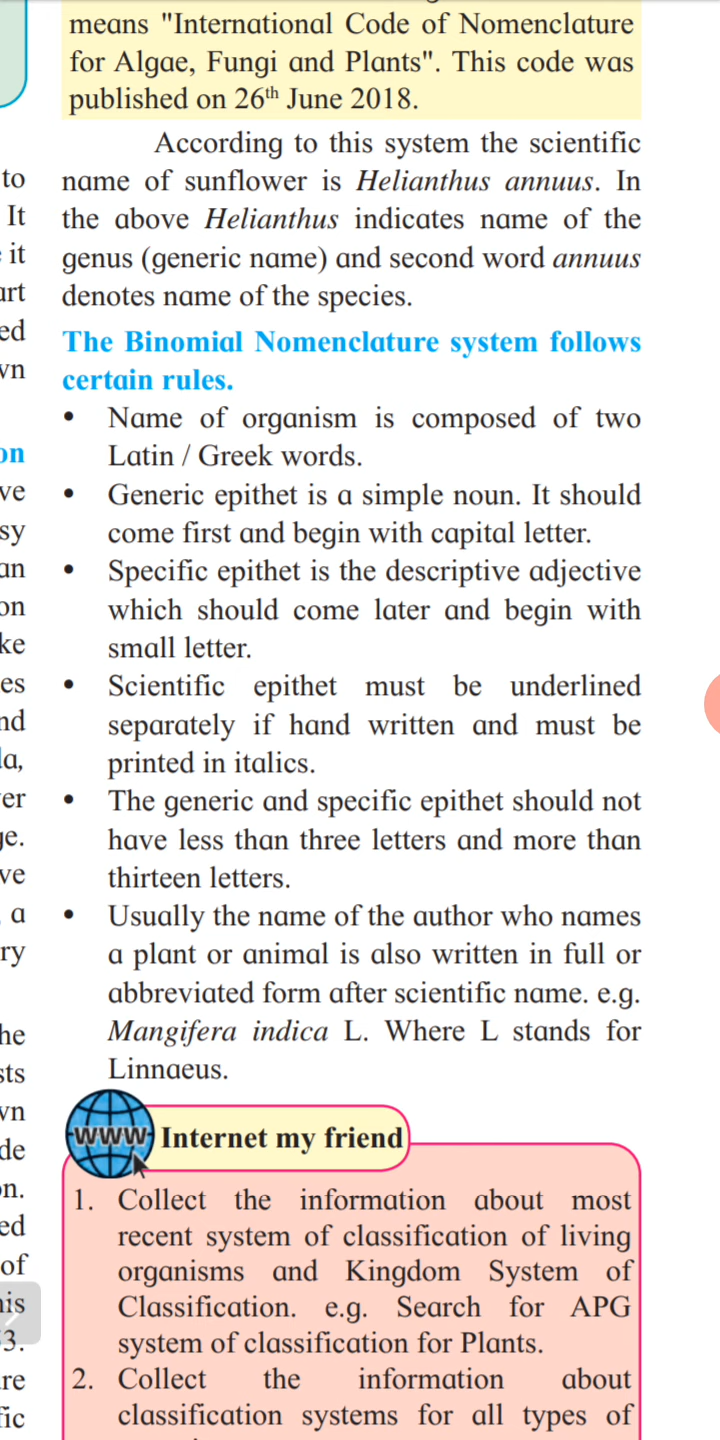 means "International Code of Nomenclature
for Algae, Fungi and Plants". This code was
published on 26th June 2018.
According to this system the scientific
name of sunflower is Helianthus annuus. In
the above Helianthus indicates name of the
genus (generic name) and second word annuus
denotes name of the species.
The Binomial Nomenclature system follows
certain rules.
• Name of organism is composed of two
Latin / Greek words.
• Generic epithet is a simple noun. It should
come first and begin with capital letter.
• Specific epithet is the descriptive adjective
which should come later and begin with
small letter.
• Scientific epithet must be underlined
separately if hand written and must be
printed in italics.
• The generic and specific epithet should not
have less than three letters and more than
thirteen letters.
• Usually the name of the author who names
a plant or animal is also written in full or
abbreviated form after scientific name. e.g.
Mangifera indica L. Where L stands for
Linnaeus.
WWW Internet my friend
1. Collect the information about most
recent system of classification of living
organisms and Kingdom System of
Classification. e.g. Search for APG
system of classification for Plants.
2. Collect the information about
classification systems for all types of